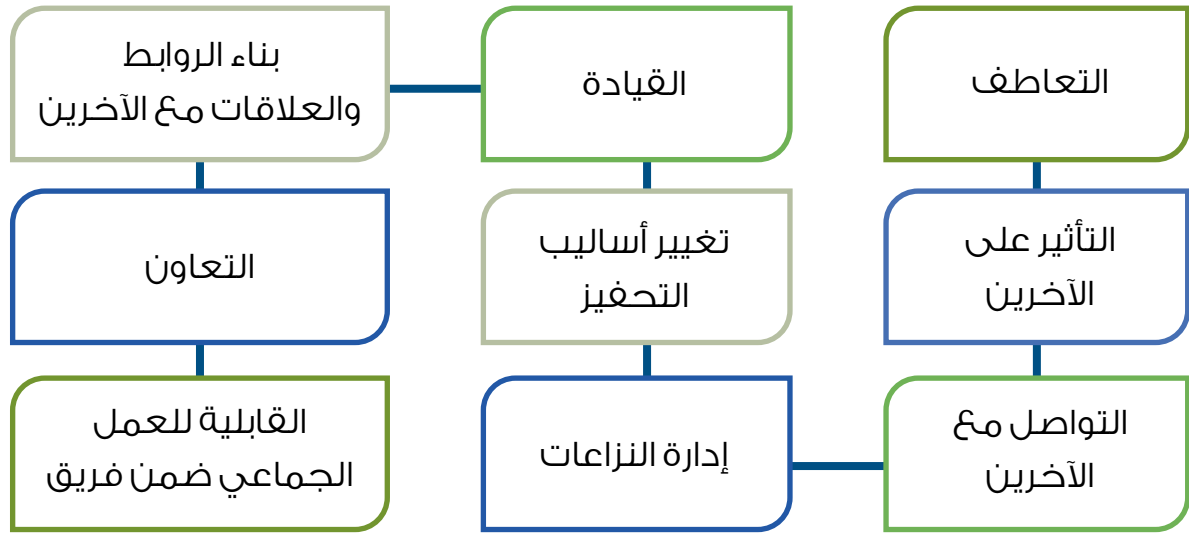 التعاطف
التأثير على
الآخرين
التواصل مع
الآخرين
إدارة النزاعات
تغيير أساليب
التحفيز
القيادة
بناء الروابط
والعلاقات مع الآخرين
التعاون
القابلية للعمل
الجماعي ضمن فريق